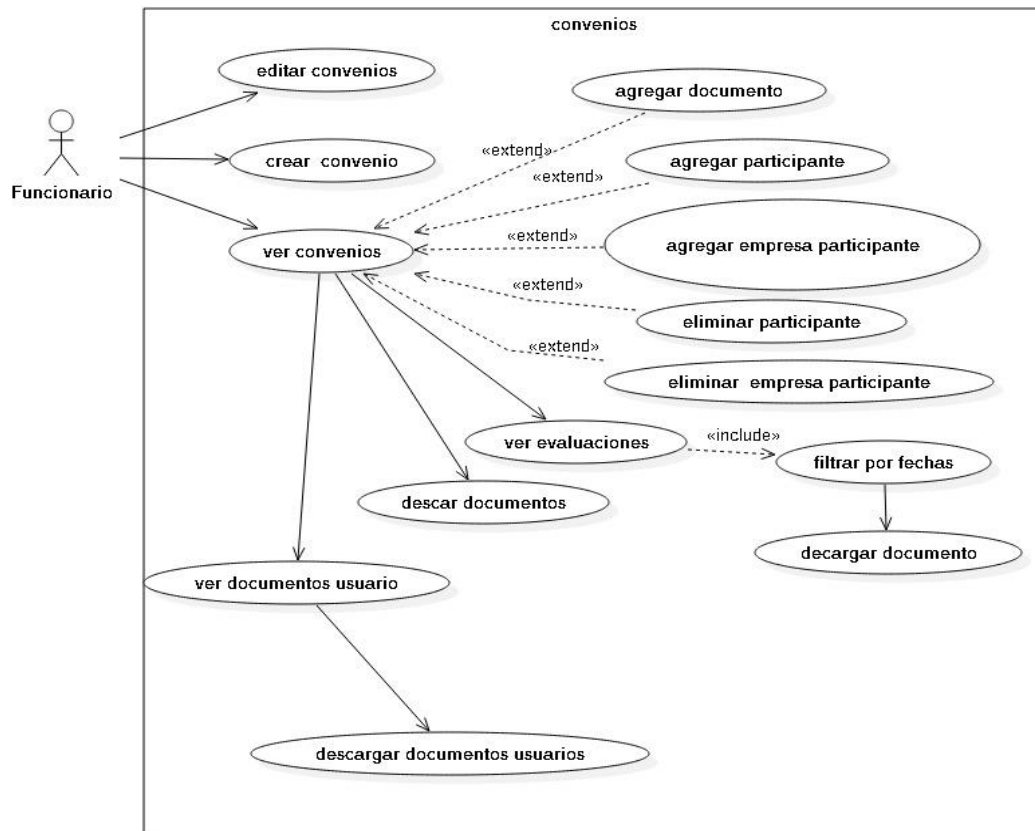 convenios
editar convenios
agregar documento
crear convenio
«extend»
agregar participante
«extend»
Funcionario
ver convenios
«extend»
agregar empresa participante
«extend»
eliminar participante
«extend»
eliminar empresa participante
ver evaluaciones
«include»
filtrar por fechas
descar documentos
decargar documento
ver documentos usuario
descargar documentos usuarios